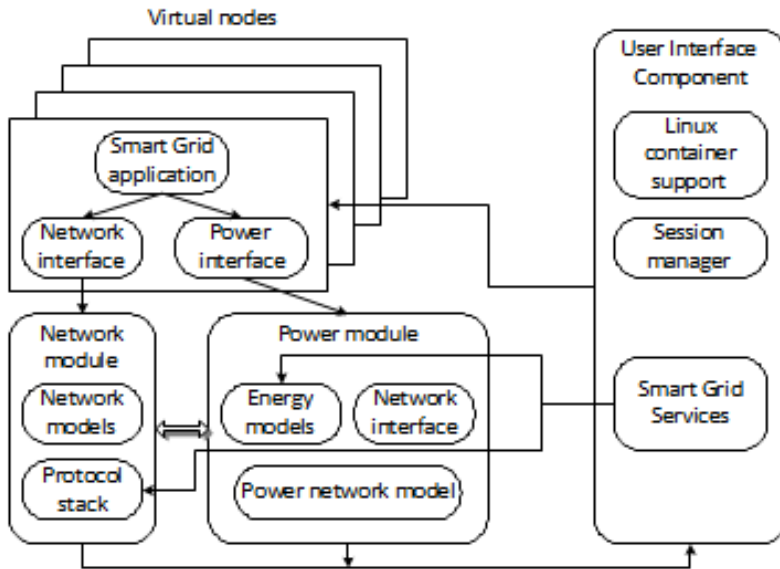 Virtual nodes
Smart Grid
application
Network
interface
Power
interface
Network
module
Network
models
Protocol
stack
Power module
Energy
models
Network
interface
Power network model
User Interface
Component
Linux
container
support
Session
manager
Smart Grid
Services